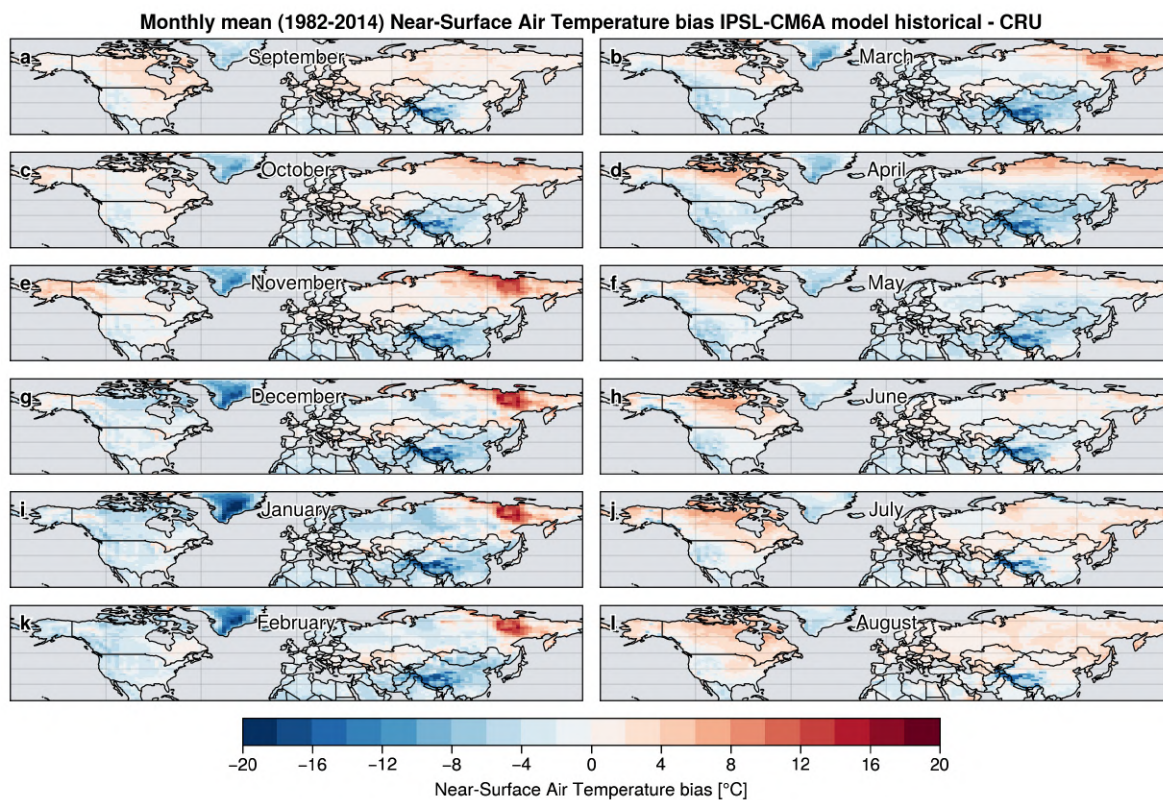 Monthly mean (1982-2014) Near-Surface Air Temperature bias IPSL-CM6A model historical - CRU
a September
b March
c October
d April
e November
f May
g December
h June
i January
j July
k February
l August
−20 −16 −12 −8 −4 0 4 8 12 16 20
Near-Surface Air Temperature bias [°C]